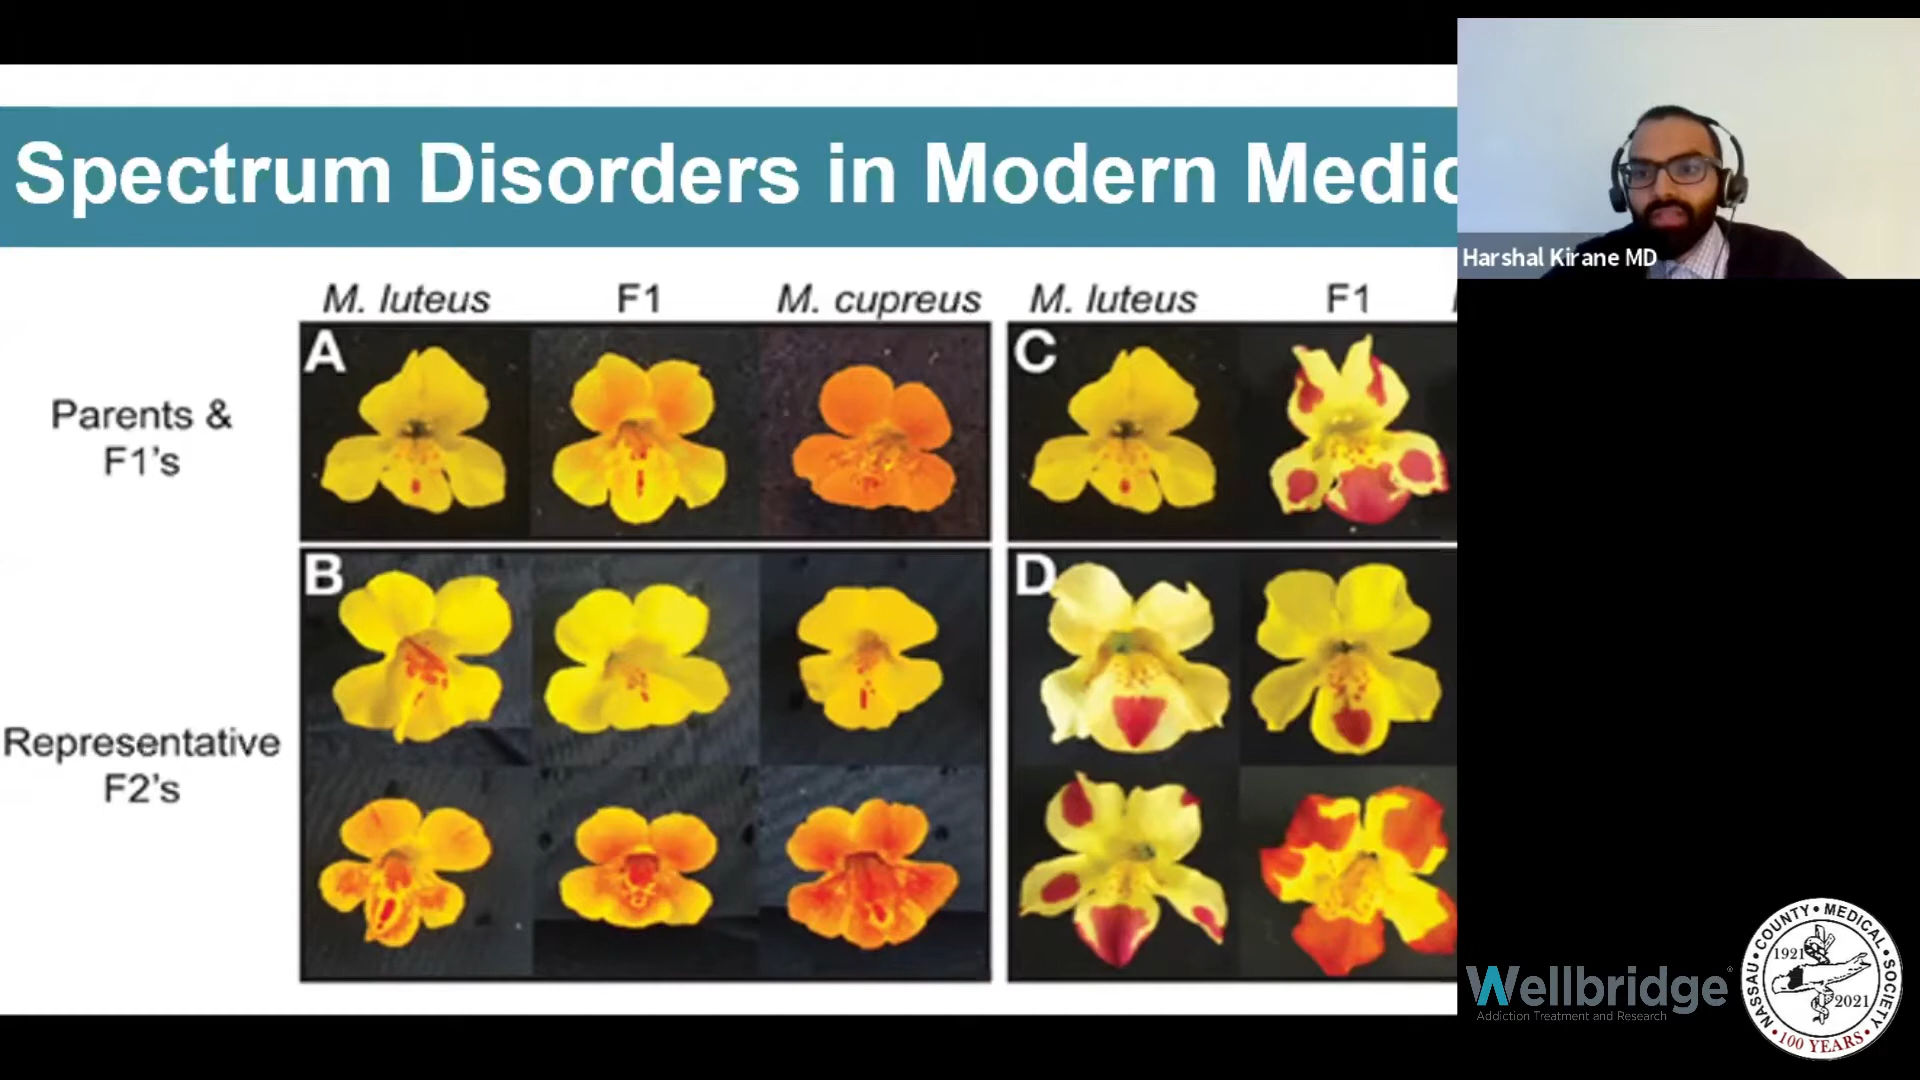 Spectrum Disorders in Modern Medic
Harshal Kirane MD
M. luteus F1 M. cupreus M. luteus F1
A C
Parents &
F1's
B D
Representative
F2's
Wellbridge
Addiction Treatment and Research
NASSAU • COUNTY • MEDICAL • SOCIETY
1921
2021
• 100 YEARS •